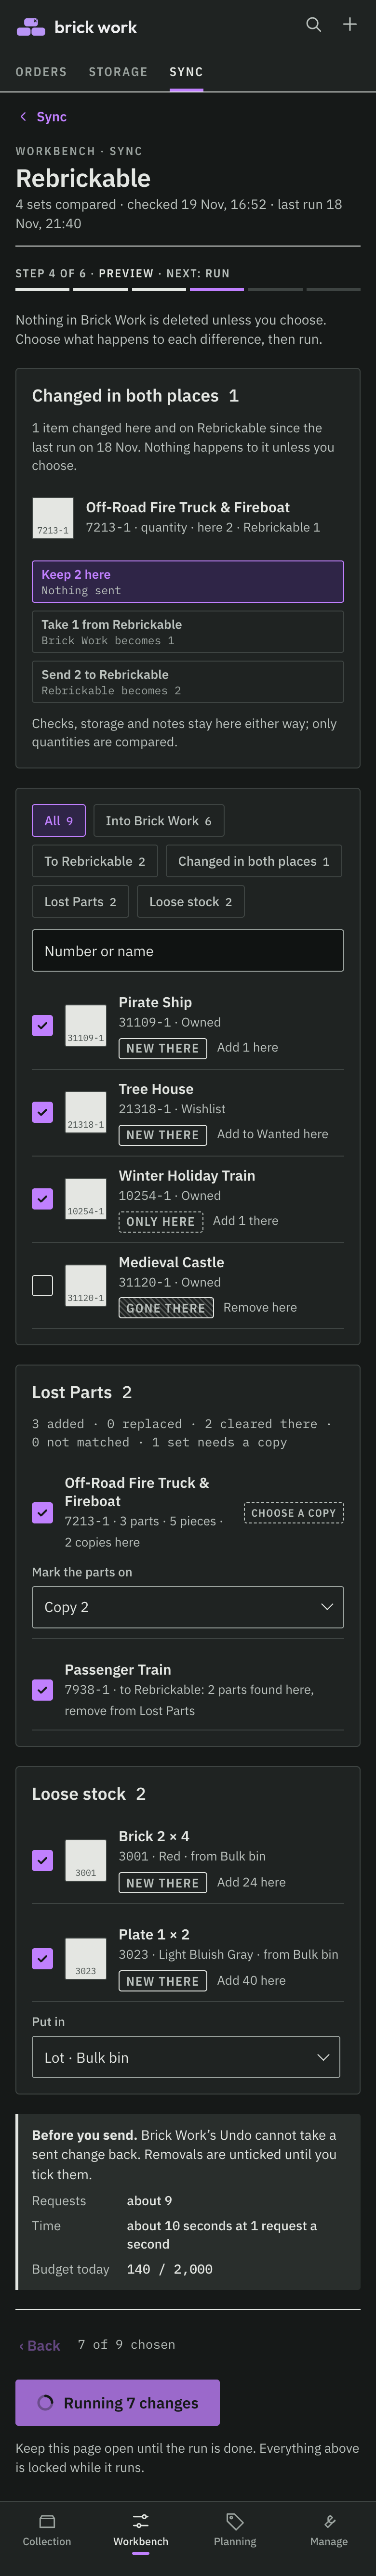 brick work
ORDERS STORAGE SYNC
‹ Sync
WORKBENCH · SYNC
Rebrickable
4 sets compared · checked 19 Nov, 16:52 · last run 18
Nov, 21:40
STEP 4 OF 6 · PREVIEW · NEXT: RUN
Nothing in Brick Work is deleted unless you choose.
Choose what happens to each difference, then run.
Changed in both places 1
1 item changed here and on Rebrickable since the
last run on 18 Nov. Nothing happens to it unless you
choose.
7213-1
Off-Road Fire Truck & Fireboat
7213-1 · quantity · here 2 · Rebrickable 1
Keep 2 here
Nothing sent
Take 1 from Rebrickable
Brick Work becomes 1
Send 2 to Rebrickable
Rebrickable becomes 2
Checks, storage and notes stay here either way; only
quantities are compared.
All 9 Into Brick Work 6
To Rebrickable 2 Changed in both places 1
Lost Parts 2 Loose stock 2
Number or name
31109-1
Pirate Ship
31109-1 · Owned
NEW THERE Add 1 here
21318-1
Tree House
21318-1 · Wishlist
NEW THERE Add to Wanted here
10254-1
Winter Holiday Train
10254-1 · Owned
ONLY HERE Add 1 there
31120-1
Medieval Castle
31120-1 · Owned
GONE THERE Remove here
Lost Parts 2
3 added · 0 replaced · 2 cleared there ·
0 not matched · 1 set needs a copy
Off-Road Fire Truck &
Fireboat
7213-1 · 3 parts · 5 pieces ·
2 copies here
CHOOSE A COPY
Mark the parts on
Copy 2
Passenger Train
7938-1 · to Rebrickable: 2 parts found here,
remove from Lost Parts
Loose stock 2
3001
Brick 2 × 4
3001 · Red · from Bulk bin
NEW THERE Add 24 here
3023
Plate 1 × 2
3023 · Light Bluish Gray · from Bulk bin
NEW THERE Add 40 here
Put in
Lot · Bulk bin
Before you send. Brick Work's Undo cannot take a
sent change back. Removals are unticked until you
tick them.
Requests about 9
Time about 10 seconds at 1 request a
second
Budget today 140 / 2,000
‹ Back 7 of 9 chosen
Running 7 changes
Keep this page open until the run is done. Everything above
is locked while it runs.
Collection Workbench Planning Manage